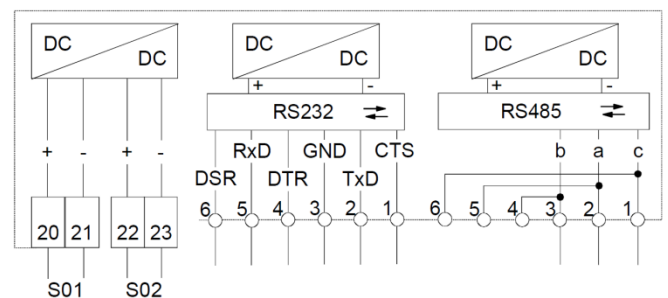 DC DC DC
DC DC DC
+ - + -
RS232 RS485
+ - + - RxD GND CTS b a c
DSR DTR TxD
6 5 4 3 2 1 6 5 4 3 2 1
20 21 22 23
S01 S02